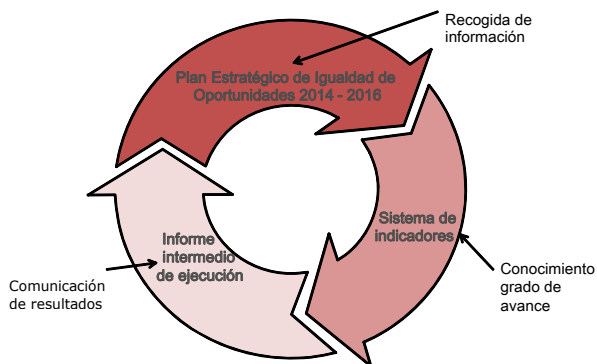 Recogida de
información
Plan Estratégico de Igualdad de
Oportunidades 2014 - 2016
Sistema de
indicadores
Informe
intermedio
de ejecución
Comunicación
de resultados
Conocimiento
grado de
avance